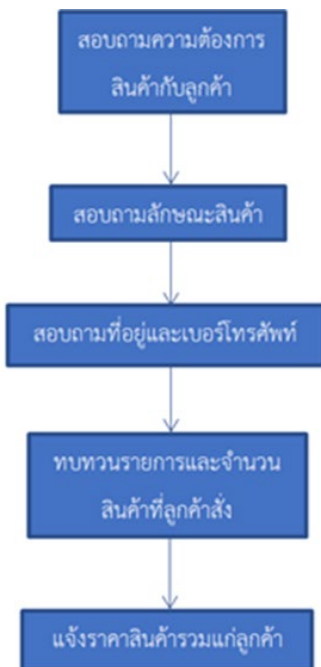 สอบถามความต้องการ
สินค้ากับลูกค้า
สอบถามลักษณะสินค้า
สอบถามที่อยู่และเบอร์โทรศัพท์
ทบทวนรายการและจำนวน
สินค้าที่ลูกค้าสั่ง
แจ้งราคาสินค้ารวมแก่ลูกค้า